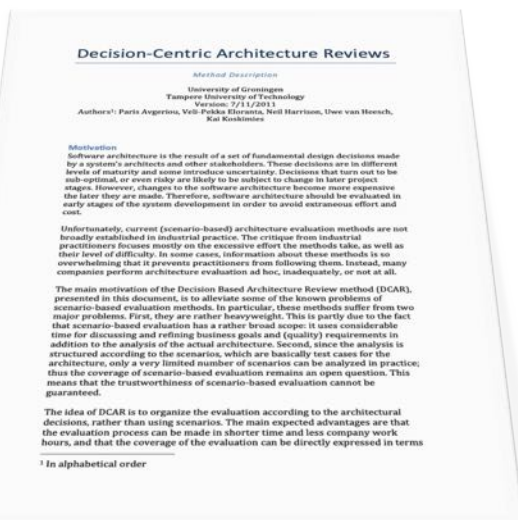 Decision-Centric Architecture Reviews
Method Description
University of Groningen
Tampere University of Technology
Version: 7/11/2011
Authors¹: Paris Avgeriou, Veli-Pekka Eloranta, Neil Harrison, Uwe van Heesch,
Kai Koskimies
Motivation
Software architecture is the result of a set of fundamental design decisions made
by a system's architects and other stakeholders. These decisions are in different
levels of maturity and some introduce uncertainty. Decisions that turn out to be
sub-optimal, or even risky are likely to be subject to change in later project
stages. However, changes to the software architecture become more expensive
the later they are made. Therefore, software architecture should be evaluated in
early stages of the system development in order to avoid extraneous effort and
cost.
Unfortunately, current (scenario-based) architecture evaluation methods are not
broadly established in industrial practice. The critique from industrial
practitioners focuses mostly on the excessive effort the methods take, as well as
their level of difficulty. In some cases, information about these methods is so
overwhelming that it prevents practitioners from following them. Instead, many
companies perform architecture evaluation ad hoc, inadequately, or not at all.
The main motivation of the Decision Based Architecture Review method (DCAR),
presented in this document, is to alleviate some of the known problems of
scenario-based evaluation methods. In particular, these methods suffer from two
major problems. First, they are rather heavyweight. This is partly due to the fact
that scenario-based evaluation has a rather broad scope: it uses considerable
time for discussing and refining business goals and (quality) requirements in
addition to the analysis of the actual architecture. Second, since the analysis is
structured according to the scenarios, which are basically test cases for the
architecture, only a very limited number of scenarios can be analyzed in practice;
thus the coverage of scenario-based evaluation remains an open question. This
means that the trustworthiness of scenario-based evaluation cannot be
guaranteed.
The idea of DCAR is to organize the evaluation according to the architectural
decisions, rather than using scenarios. The main expected advantages are that
the evaluation process can be made in shorter time and less company work
hours, and that the coverage of the evaluation can be directly expressed in terms
¹ In alphabetical order